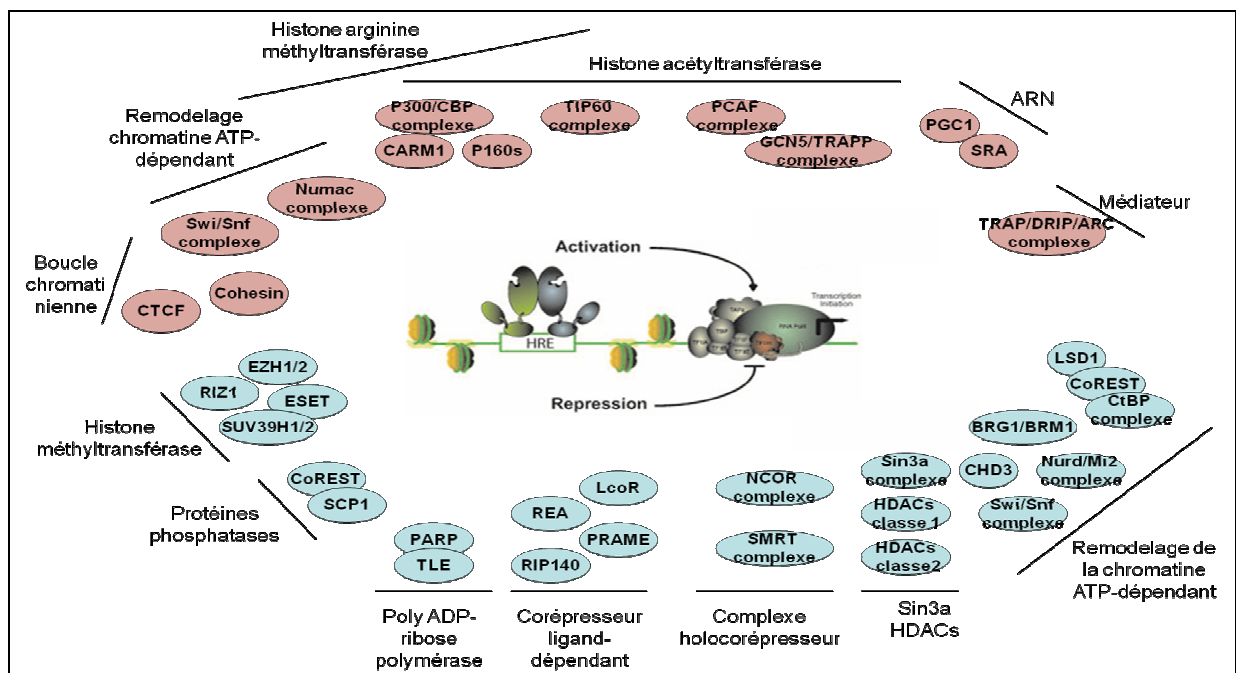 Histone arginine
méthyltransférase
Histone acétyltransférase
ARN
Remodelage
chromatine ATP-
dépendant
P300/CBP
complexe
CARM1
P160s
TIP60
complexe
PCAF
complexe
GCN5/TRAPP
complexe
PGC1
SRA
Médiateur
TRAP/DRIP/ARC
complexe
Numac
complexe
Swi/Snf
complexe
Boucle
chromati
nienne
CTCF
Cohesin
Activation
Transcription
Initiation
RNA PolII
HRE
Repression
EZH1/2
RIZ1
ESET
SUV39H1/2
Histone
méthyltransférase
LSD1
CoREST
CtBP
complexe
BRG1/BRM1
Sin3a
complexe
CHD3
Nurd/Mi2
complexe
HDACs
classe 1
Swi/Snf
complexe
HDACs
classe2
CoREST
SCP1
Protéines
phosphatases
PARP
TLE
LcoR
REA
PRAME
RIP140
NCOR
complexe
SMRT
complexe
Remodelage de
la chromatine
ATP-dépendant
Poly ADP-
ribose
polymérase
Corépresseur
ligand-
dépendant
Complexe
holocorépresseur
Sin3a
HDACs